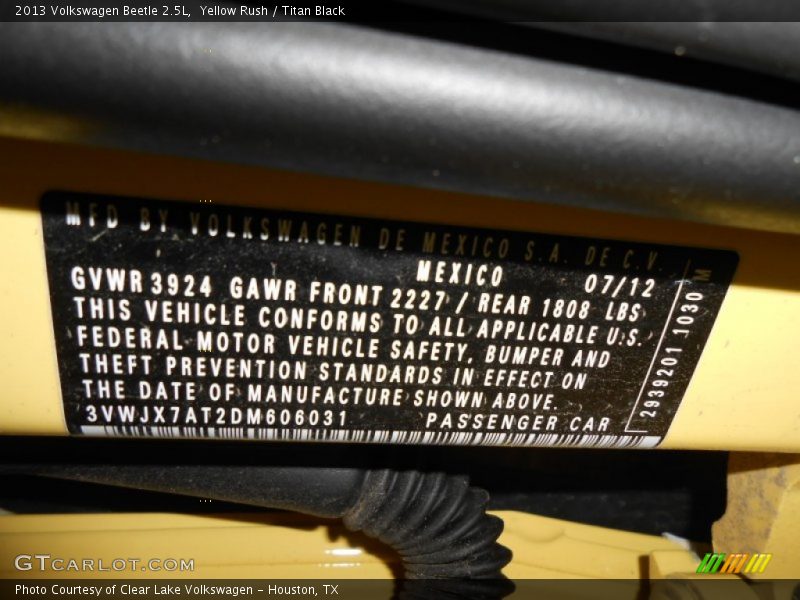 2013 Volkswagen Beetle 2.5L,  Yellow Rush / Titan Black
MFD BY VOLKSWAGEN DE MEXICO S.A. DE C.V.
MEXICO 07/12
GVWR 3924 GAWR FRONT 2227 / REAR 1808 LBS
THIS VEHICLE CONFORMS TO ALL APPLICABLE U.S.
FEDERAL MOTOR VEHICLE SAFETY, BUMPER AND
THEFT PREVENTION STANDARDS IN EFFECT ON
THE DATE OF MANUFACTURE SHOWN ABOVE.
3VWJX7AT2DM606031 PASSENGER CAR
2939201 1030 M
GTCARLOT.COM
Photo Courtesy of Clear Lake Volkswagen - Houston, TX